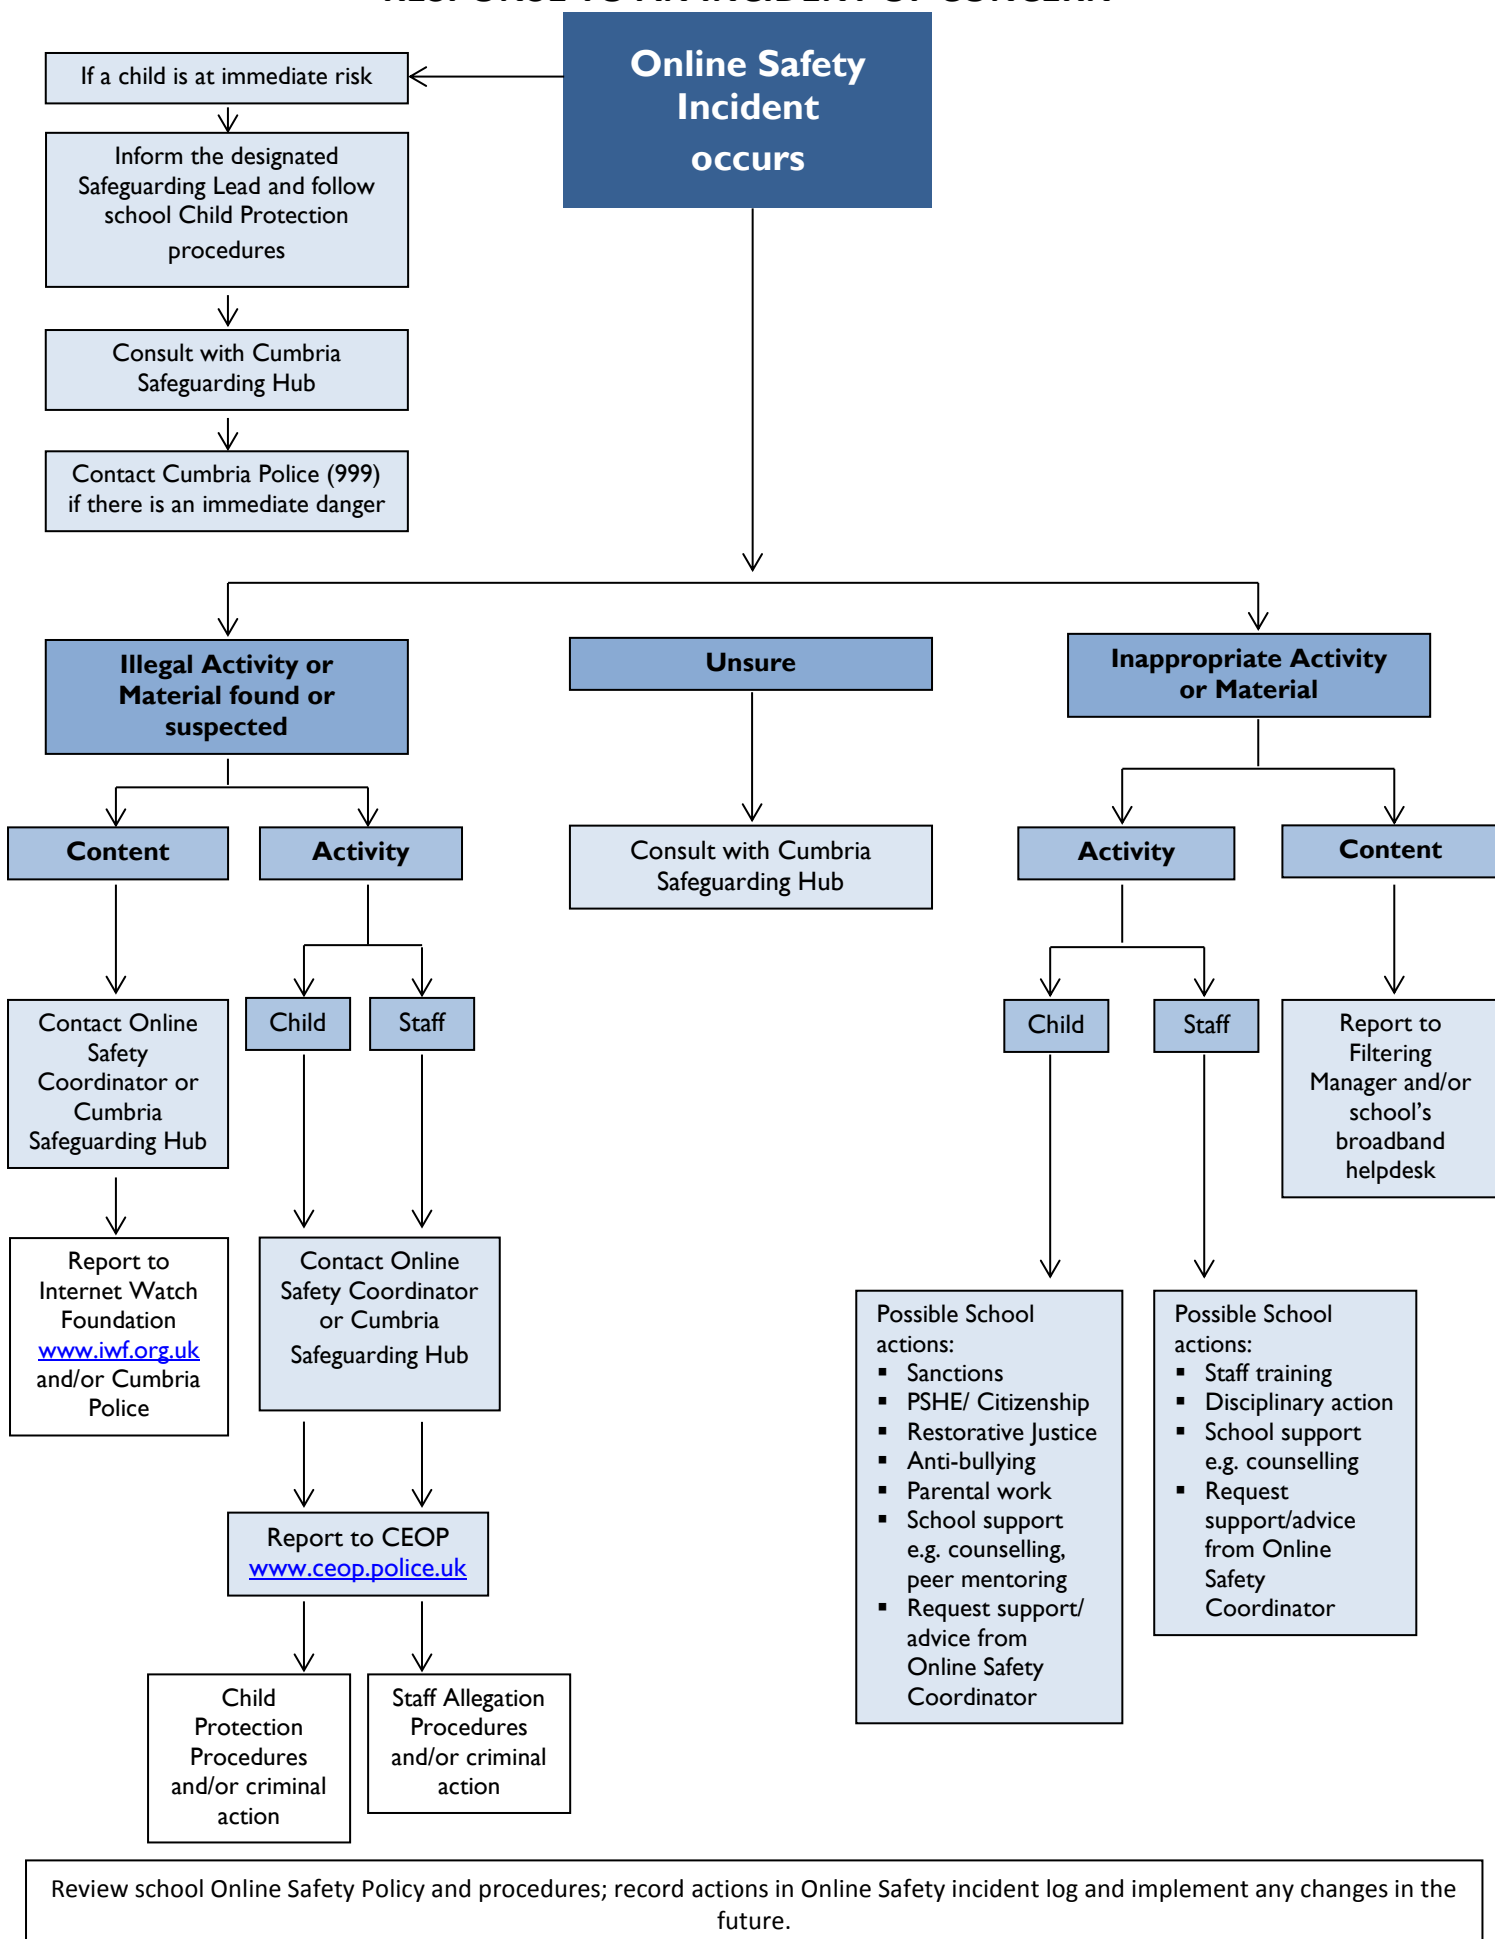 RESPONSE TO AN INCIDENT OF CONCERN
Online Safety
Incident
occurs
If a child is at immediate risk
Inform the designated
Safeguarding Lead and follow
school Child Protection
procedures
Consult with Cumbria
Safeguarding Hub
Contact Cumbria Police (999)
if there is an immediate danger
Illegal Activity or
Material found or
suspected
Unsure
Inappropriate Activity
or Material
Content
Activity
Consult with Cumbria
Safeguarding Hub
Activity
Content
Contact Online
Safety
Coordinator or
Cumbria
Safeguarding Hub
Child
Staff
Child
Staff
Report to
Filtering
Manager and/or
school’s
broadband
helpdesk
Report to
Internet Watch
Foundation
www.iwf.org.uk
and/or Cumbria
Police
Contact Online
Safety Coordinator
or Cumbria
Safeguarding Hub
Report to CEOP
www.ceop.police.uk
Child
Protection
Procedures
and/or criminal
action
Staff Allegation
Procedures
and/or criminal
action
Possible School
actions:
▪ Sanctions
▪ PSHE/ Citizenship
▪ Restorative Justice
▪ Anti-bullying
▪ Parental work
▪ School support
e.g. counselling,
peer mentoring
▪ Request support/
advice from
Online Safety
Coordinator
Possible School
actions:
▪ Staff training
▪ Disciplinary action
▪ School support
e.g. counselling
▪ Request
support/advice
from Online
Safety
Coordinator
Review school Online Safety Policy and procedures; record actions in Online Safety incident log and implement any changes in the
future.